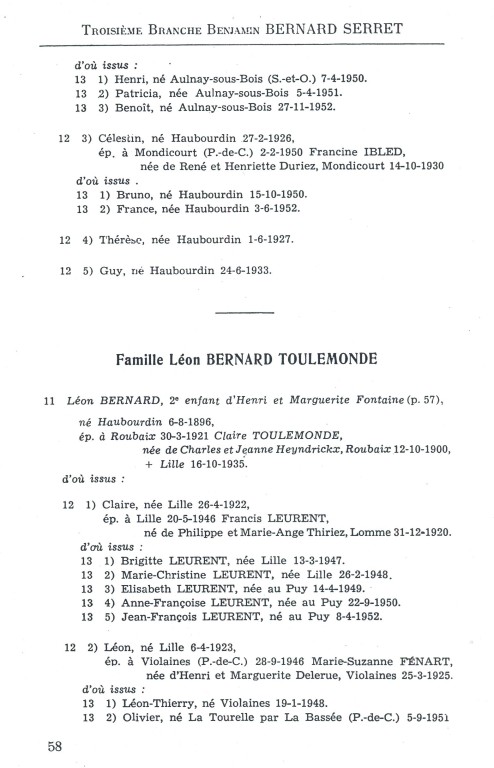 TROISIÈME BRANCHE BENJAMIN BERNARD SERRET
d'où issus :
13 1) Henri, né Aulnay-sous-Bois (S.-et-O.) 7-4-1950.
13 2) Patricia, née Aulnay-sous-Bois 5-4-1951.
13 3) Benoît, né Aulnay-sous-Bois 27-11-1952.
12 3) Célestin, né Haubourdin 27-2-1926,
ép. à Mondicourt (P.-de-C.) 2-2-1950 Francine IBLED,
née de René et Henriette Duriez, Mondicourt 14-10-1930
d'où issus .
13 1) Bruno, né Haubourdin 15-10-1950.
13 2) France, née Haubourdin 3-6-1952.
12 4) Thérèse, née Haubourdin 1-6-1927.
12 5) Guy, né Haubourdin 24-6-1933.
Famille Léon BERNARD TOULEMONDE
11 Léon BERNARD, 2e enfant d'Henri et Marguerite Fontaine (p. 57),
né Haubourdin 6-8-1896,
ép. à Roubaix 30-3-1921 Claire TOULEMONDE,
née de Charles et Jeanne Heyndrickx, Roubaix 12-10-1900,
+ Lille 16-10-1935.
d'où issus :
12 1) Claire, née Lille 26-4-1922,
ép. à Lille 20-5-1946 Francis LEURENT,
né de Philippe et Marie-Ange Thiriez, Lomme 31-12-1920.
d'où issus :
13 1) Brigitte LEURENT, née Lille 13-3-1947.
13 2) Marie-Christine LEURENT, née Lille 26-2-1948.
13 3) Elisabeth LEURENT, née au Puy 14-4-1949.
13 4) Anne-Françoise LEURENT, née au Puy 22-9-1950.
13 5) Jean-François LEURENT, né au Puy 8-4-1952.
12 2) Léon, né Lille 6-4-1923,
ép. à Violaines (P.-de-C.) 28-9-1946 Marie-Suzanne FÉNART,
née d'Henri et Marguerite Delerue, Violaines 25-3-1925.
d'où issus :
13 1) Léon-Thierry, né Violaines 19-1-1948.
13 2) Olivier, né La Tourelle par La Bassée (P.-de-C.) 5-9-1951
58